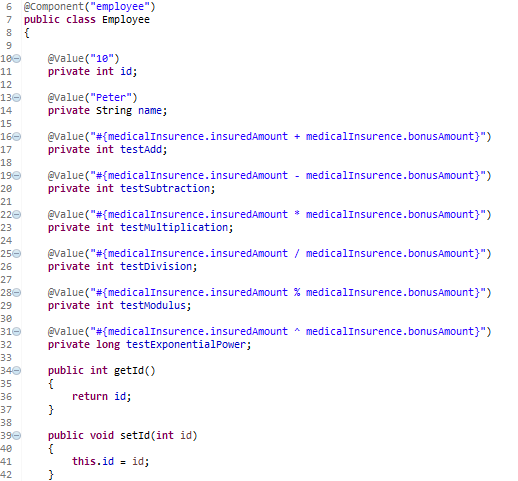 6 @Component("employee")
7 public class Employee
8 {
9
10 @Value("10")
11 private int id;
12
13 @Value("Peter")
14 private String name;
15
16 @Value("#{medicalInsurence.insuredAmount + medicalInsurence.bonusAmount}")
17 private int testAdd;
18
19 @Value("#{medicalInsurence.insuredAmount - medicalInsurence.bonusAmount}")
20 private int testSubtraction;
21
22 @Value("#{medicalInsurence.insuredAmount * medicalInsurence.bonusAmount}")
23 private int testMultiplication;
24
25 @Value("#{medicalInsurence.insuredAmount / medicalInsurence.bonusAmount}")
26 private int testDivision;
27
28 @Value("#{medicalInsurence.insuredAmount % medicalInsurence.bonusAmount}")
29 private int testModulus;
30
31 @Value("#{medicalInsurence.insuredAmount ^ medicalInsurence.bonusAmount}")
32 private long testExponentialPower;
33
34 public int getId()
35 {
36 return id;
37 }
38
39 public void setId(int id)
40 {
41 this.id = id;
42 }